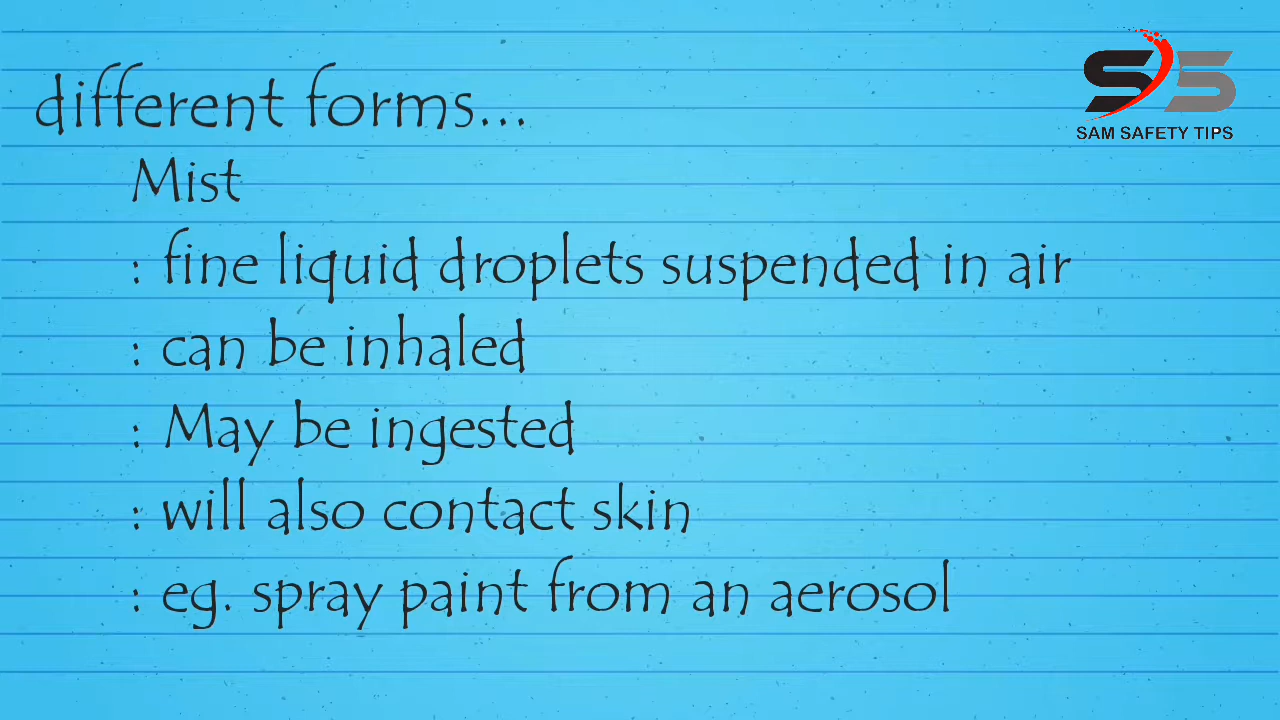 different forms...
SAM SAFETY TIPS
Mist
: fine liquid droplets suspended in air
: can be inhaled
: May be ingested
: will also contact skin
: eg. spray paint from an aerosol